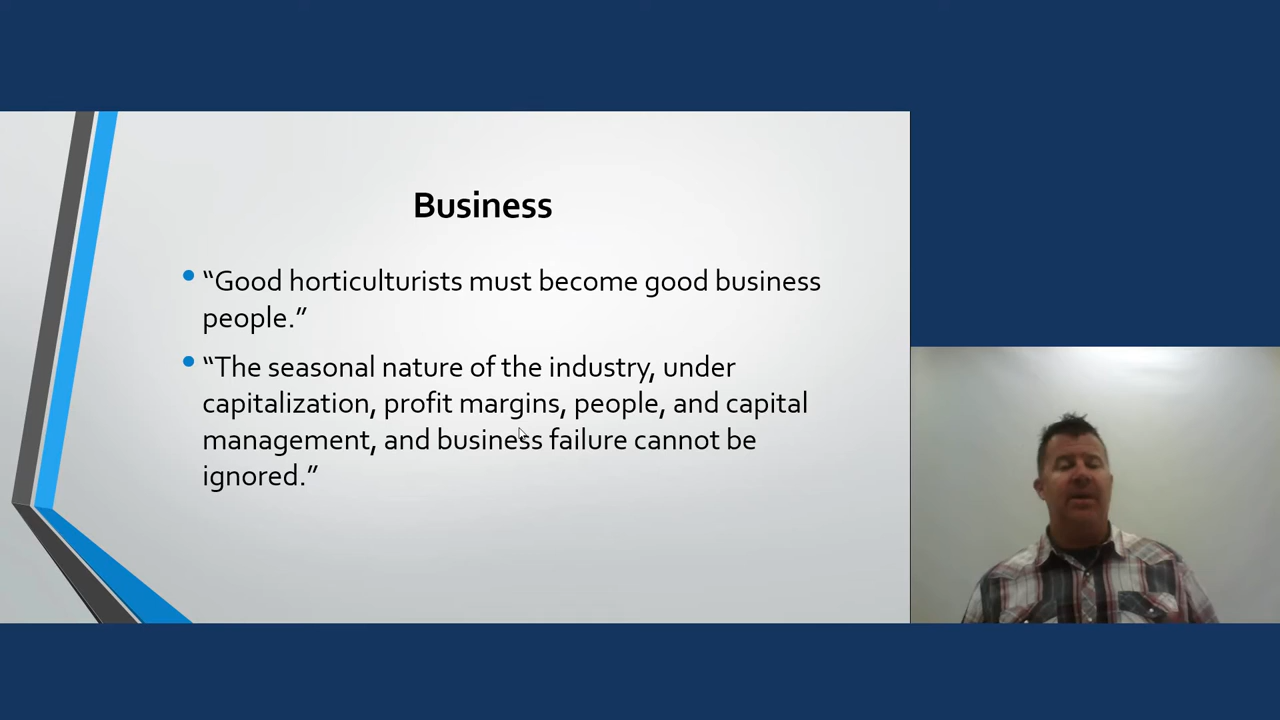 Business
“Good horticulturists must become good business
people.”
“The seasonal nature of the industry, under
capitalization, profit margins, people, and capital
management, and business failure cannot be
ignored.”